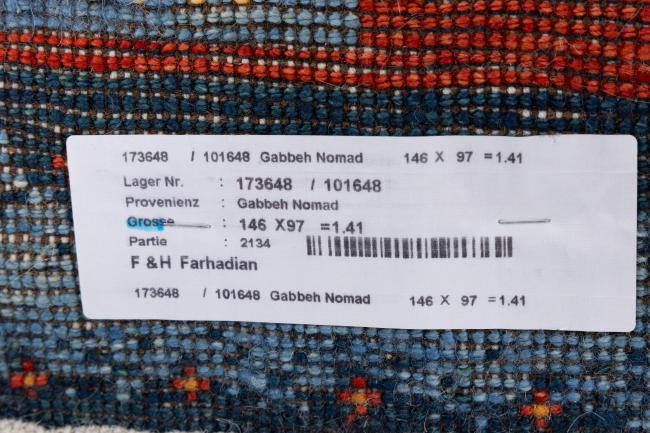 173648 / 101648 Gabbeh Nomad 146 X 97 =1.41
Lager Nr. : 173648 / 101648
Provenienz : Gabbeh Nomad
Grosse : 146 X97 =1.41
Partie : 2134
F &H Farhadian
173648 / 101648 Gabbeh Nomad 146 X 97 =1.41